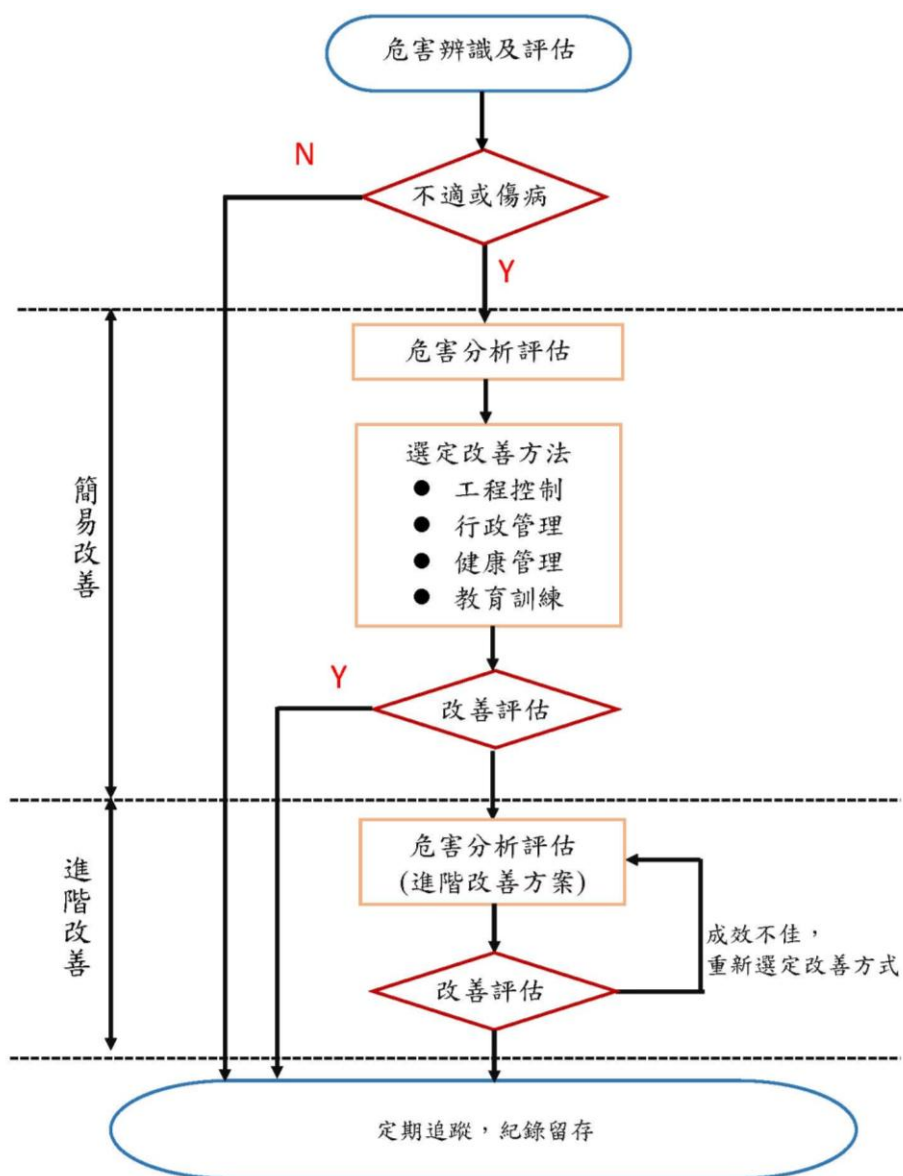 危害辨識及評估
N
不適或傷病
Y
危害分析評估
選定改善方法
● 工程控制
● 行政管理
● 健康管理
● 教育訓練
簡易改善
Y
改善評估
危害分析評估
(進階改善方案)
進階改善
成效不佳，
重新選定改善方式
改善評估
定期追蹤，紀錄留存